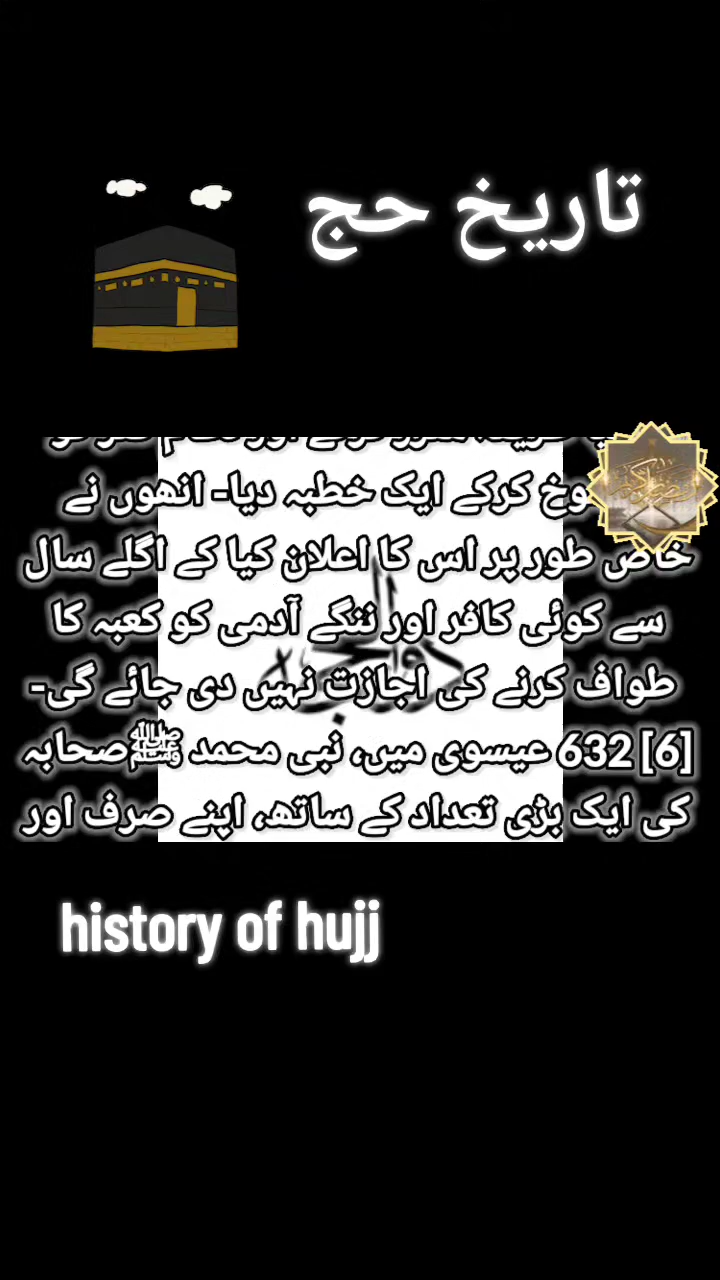 تاریخ حج
کرکے ایک خطبہ دیا- انھوں نے
خاص طور پر اس کا اعلان کیا کے اگلے سال
سے کوئی کافر اور ننگے آدمی کو کعبہ کا
طواف کرنے کی اجازت نہیں دی جائے گی-
[6] 632 عیسوی میں، نبی محمد ﷺصحابہ
کی ایک بڑی تعداد کے ساتھ، اپنے صرف اور
history of hujj